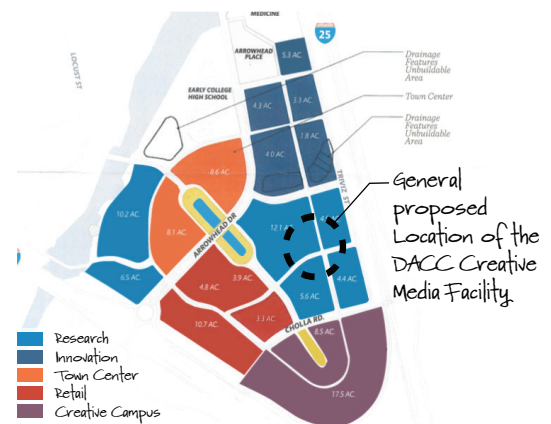 MEDICINE
25
ARROWHEAD
PLACE
5.3 AC.
Drainage
Features
Unbuildable
Area
LOCUST ST
EARLY COLLEGE
HIGH SCHOOL
4.3 AC.
3.3 AC.
Town Center
1.8 AC.
Drainage
Features
Unbuildable
Area
4.0 AC.
8.6 AC.
TRIVIZ ST
General
proposed
Location of the
DACC Creative
Media Facility
10.2 AC.
8.1 AC.
ARROWHEAD DR
12.1 AC.
6.5 AC.
4.8 AC.
3.9 AC.
5.6 AC.
4.4 AC.
10.7 AC.
3.3 AC.
CHOLLA RD.
8.5 AC.
17.5 AC.
Research
Innovation
Town Center
Retail
Creative Campus